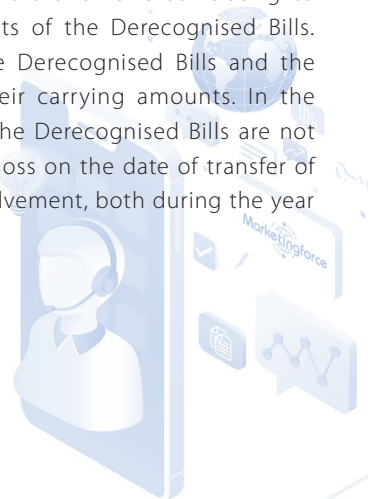 ts of the Derecognised Bills.
e Derecognised Bills and the
eir carrying amounts. In the
he Derecognised Bills are not
oss on the date of transfer of
lvement, both during the year
Marketingforce